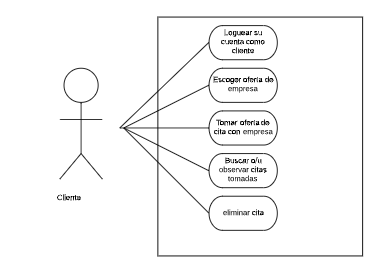 Loguear su
cuenta como
cliente
Escoger oferta de
empresa
Tomar oferta de
cita con empresa
Buscar o/u
observar citas
tomadas
eliminar cita
Cliente